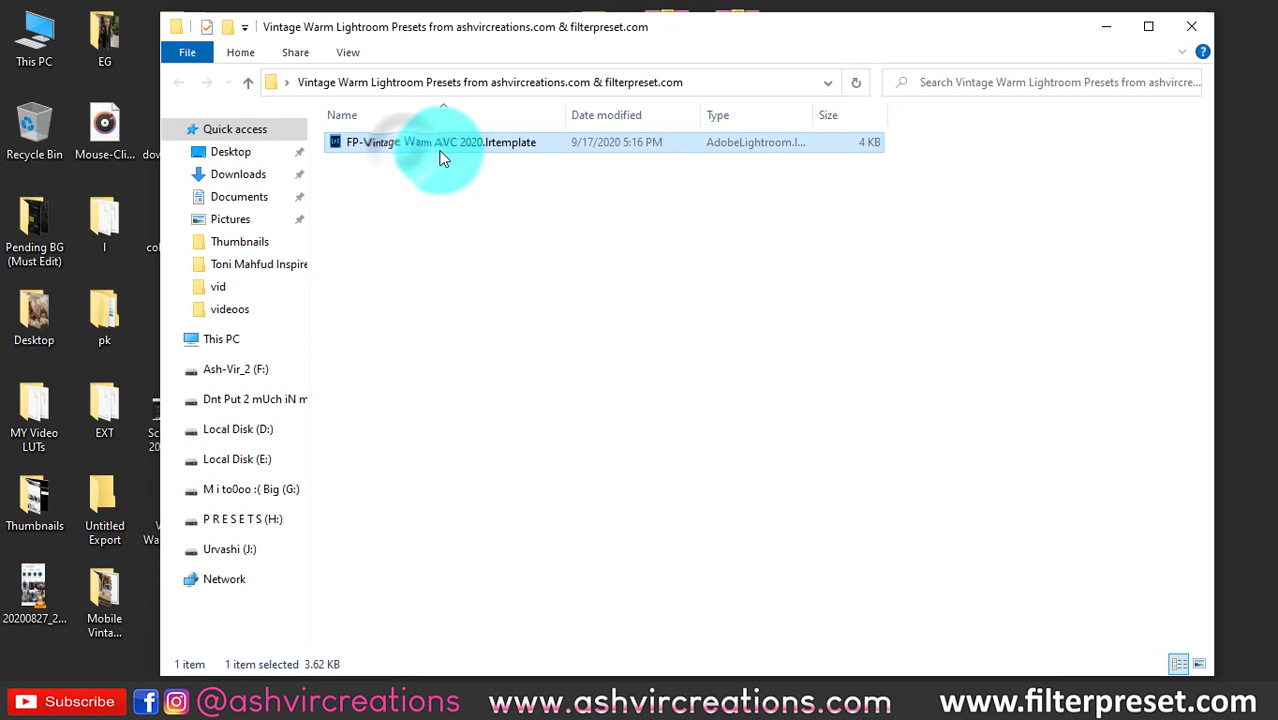 Vintage Warm Lightroom Presets from ashvircreations.com & filterpreset.com
File Home Share View
Vintage Warm Lightroom Presets from ashvircreations.com & filterpreset.com
Search Vintage Warm Lightroom Presets from ashvircre...
Name Date modified Type Size
FP-Vintage Warm AVC 2020.lrtemplate 9/17/2020 5:16 PM AdobeLightroom.l... 4 KB
Quick access
Desktop
Downloads
Documents
Pictures
Thumbnails
Toni Mahfud Inspire
vid
videoos
This PC
Ash-Vir_2 (F:)
Dnt Put 2 mUch iN m
Local Disk (D:)
Local Disk (E:)
M i to0oo :( Big (G:)
P R E S E T S (H:)
Urvashi (J:)
Network
1 item 1 item selected 3.62 KB
This PC
EG
Recycle Bin
Mouse-Cli...
Pending BG
(Must Edit)
I
Desktop
pk
MY Video
LUTs
EXT
Thumbnails
Untitled
Export
20200827_2...
Mobile
Vinta...
Subscribe @ashvircreations www.ashvircreations.com www.filterpreset.com